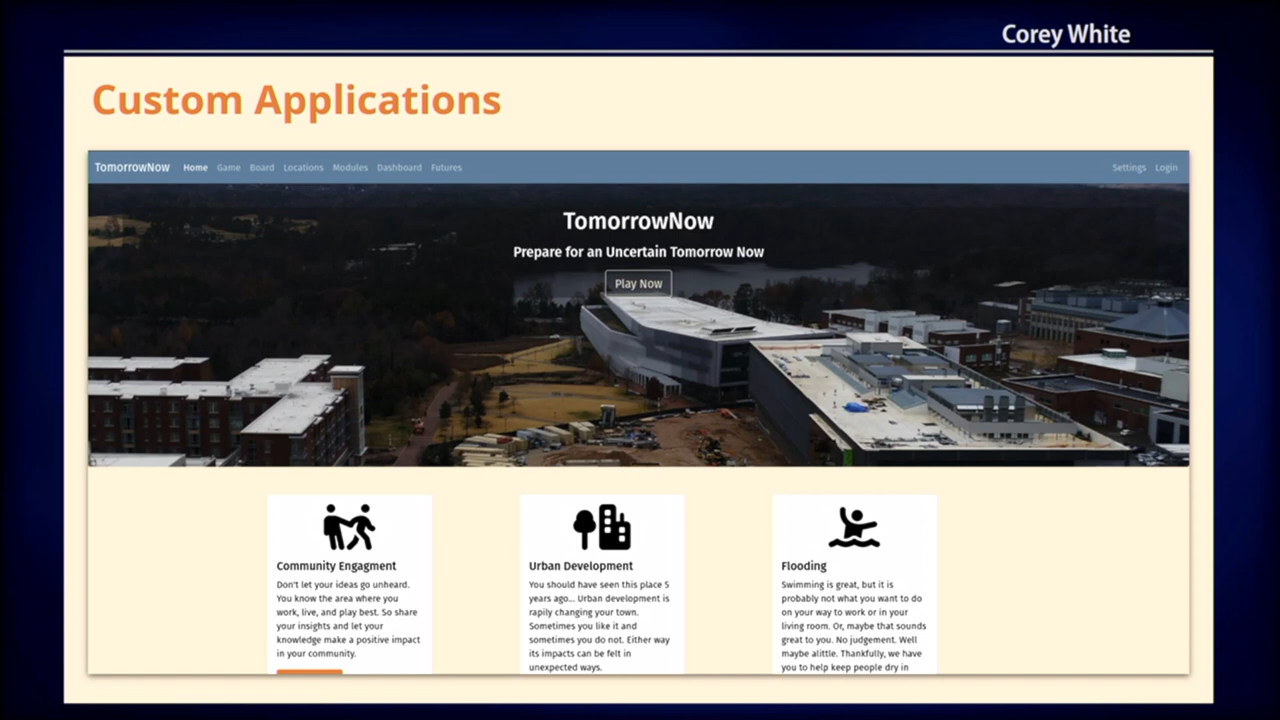 Corey White
Custom Applications
TomorrowNow Home Game Board Locations Modules Dashboard Futures Settings Login
TomorrowNow
Prepare for an Uncertain Tomorrow Now
Play Now
Community Engagment
Don't let your ideas go unheard.
You know the area where you
work, live, and play best. So share
your insights and let your
knowledge make a positive impact
in your community.
Urban Development
You should have seen this place 5
years ago... Urban development is
rapily changing your town.
Sometimes you like it and
sometimes you do not. Either way
its impacts can be felt in
unexpected ways.
Flooding
Swimming is great, but it is
probably not what you want to do
on your way to work or in your
living room. Or, maybe that sounds
great to you. No judgement. Well
maybe alittle. Thankfully, we have
you to help keep people dry in